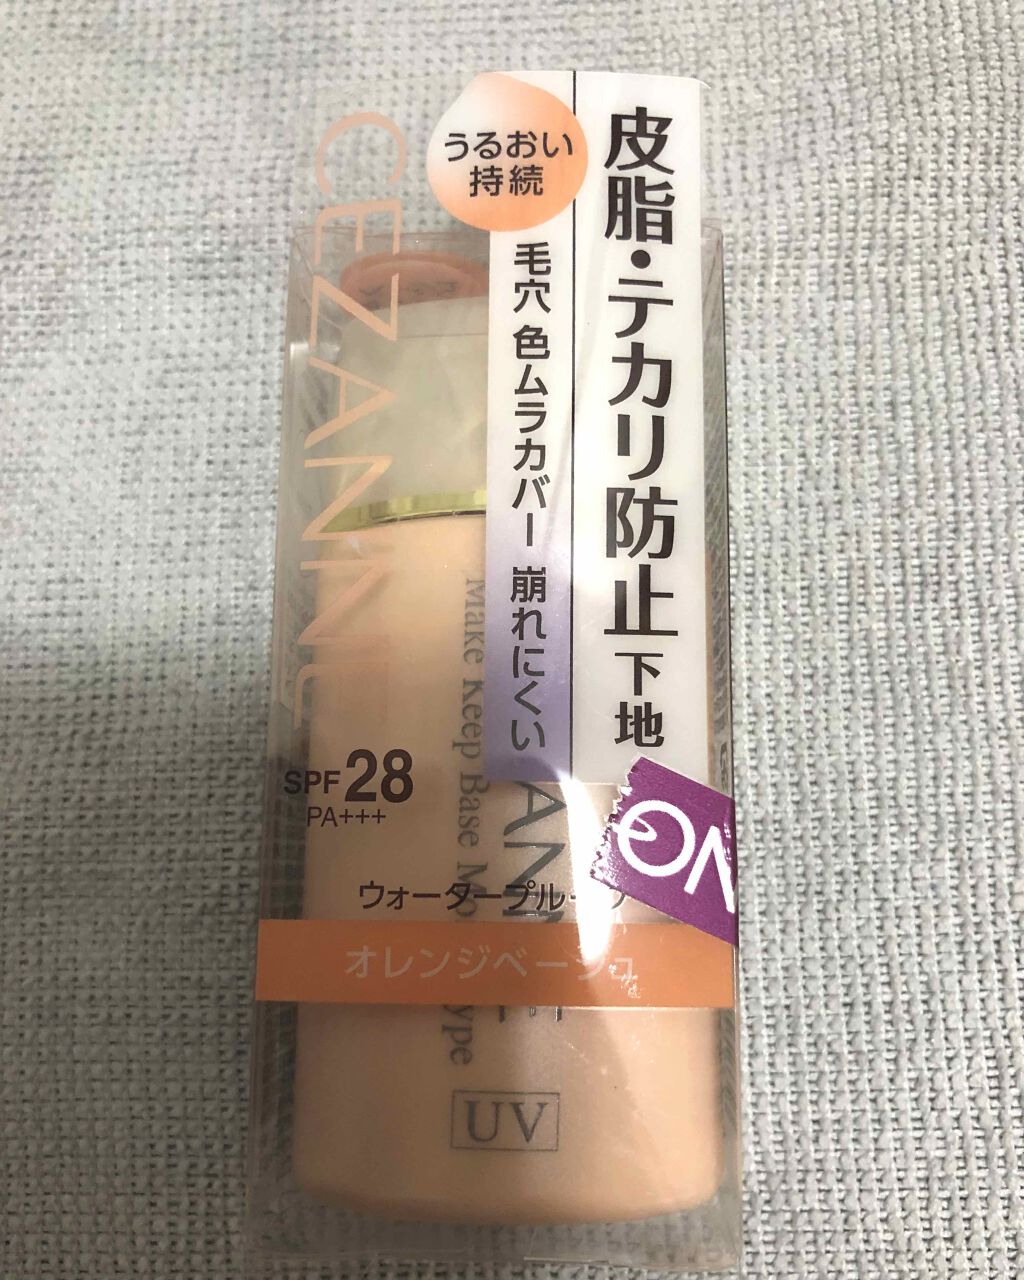 うるおい
持続
皮脂・テカリ防止下地
毛穴 色ムラカバー 崩れにくい
CEZANNE
Make Keep Base Mo
ype
SPF28
PA+++
ウォータープルーフ
オレンジベージュ
UV